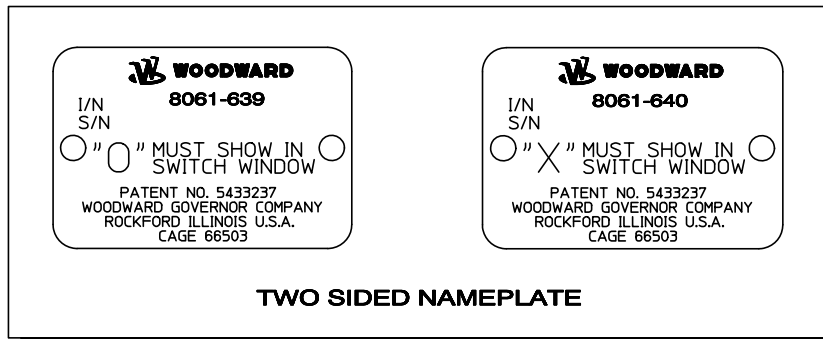 WOODWARD
8061-639
I/N
S/N
"O" MUST SHOW IN
SWITCH WINDOW
PATENT NO. 5433237
WOODWARD GOVERNOR COMPANY
ROCKFORD ILLINOIS U.S.A.
CAGE 66503
WOODWARD
8061-640
I/N
S/N
"X" MUST SHOW IN
SWITCH WINDOW
PATENT NO. 5433237
WOODWARD GOVERNOR COMPANY
ROCKFORD ILLINOIS U.S.A.
CAGE 66503
TWO SIDED NAMEPLATE